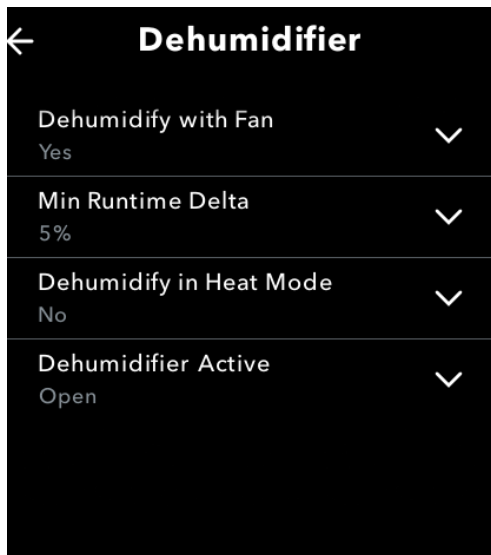 Dehumidifier
Dehumidify with Fan
Yes
Min Runtime Delta
5%
Dehumidify in Heat Mode
No
Dehumidifier Active
Open